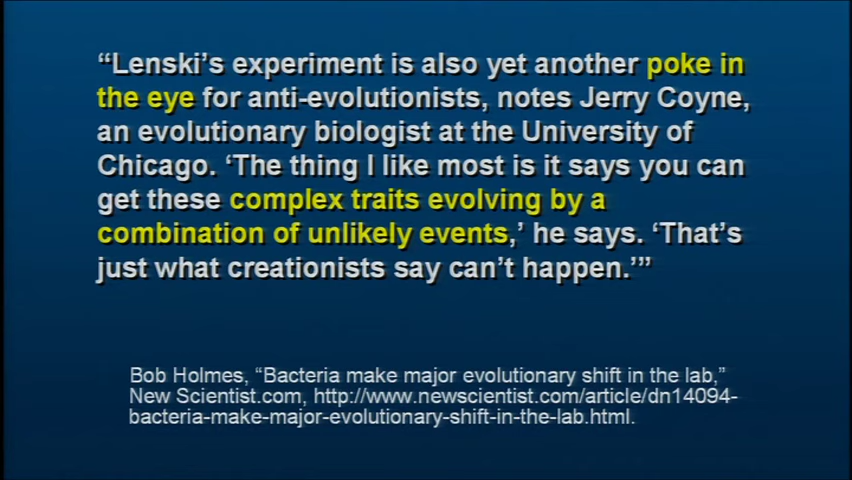 “Lenski’s experiment is also yet another poke in
the eye for anti-evolutionists, notes Jerry Coyne,
an evolutionary biologist at the University of
Chicago. ‘The thing I like most is it says you can
get these complex traits evolving by a
combination of unlikely events,’ he says. ‘That’s
just what creationists say can’t happen.’”
Bob Holmes, “Bacteria make major evolutionary shift in the lab,”
New Scientist.com, http://www.newscientist.com/article/dn14094-
bacteria-make-major-evolutionary-shift-in-the-lab.html.